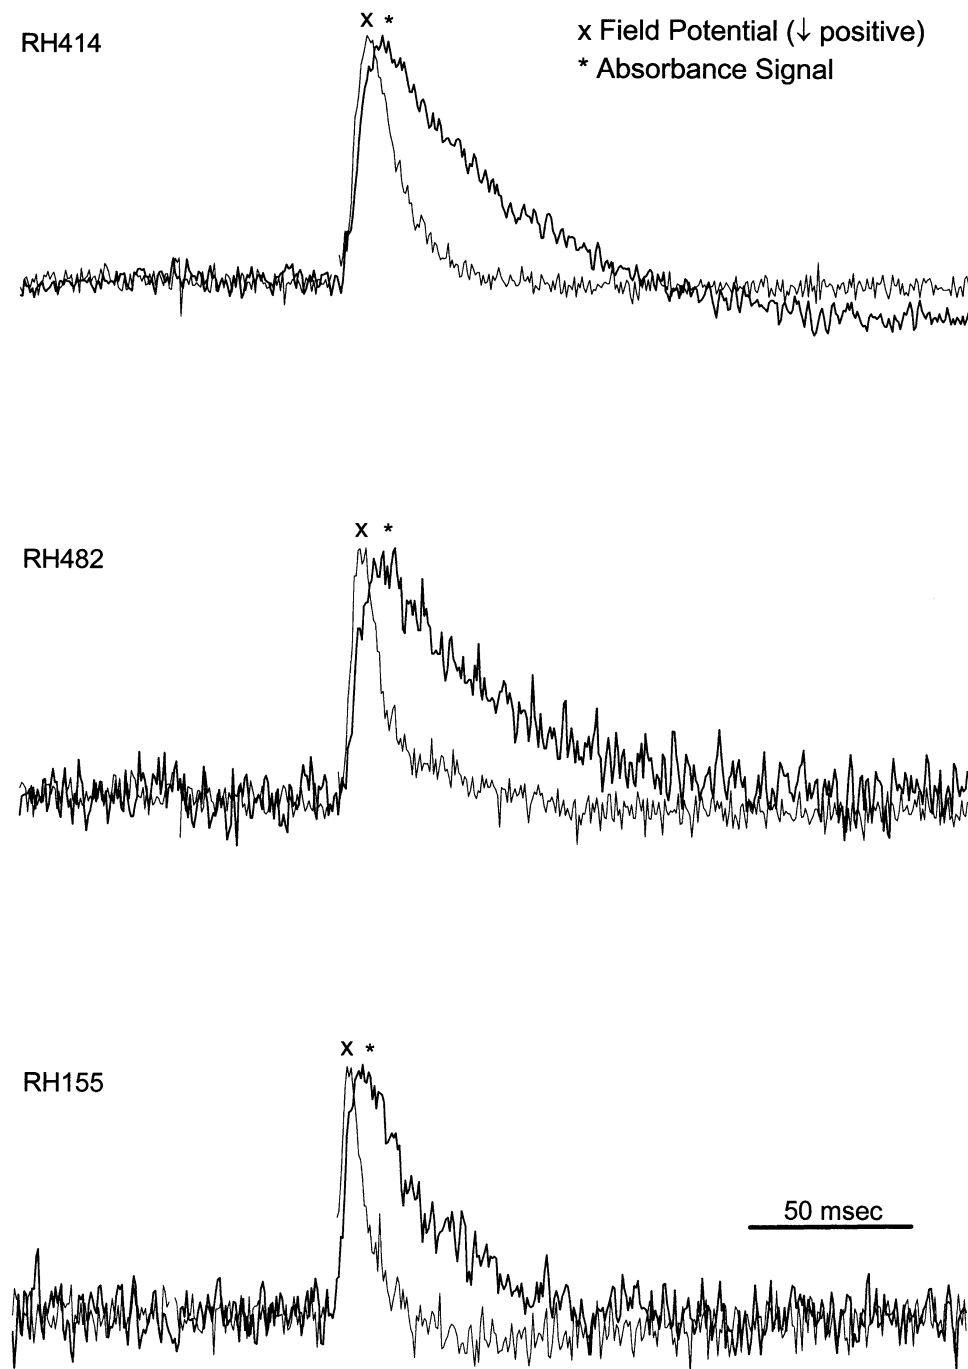 x *
RH414
x Field Potential (↓ positive)
* Absorbance Signal
x *
RH482
x *
RH155
50 msec